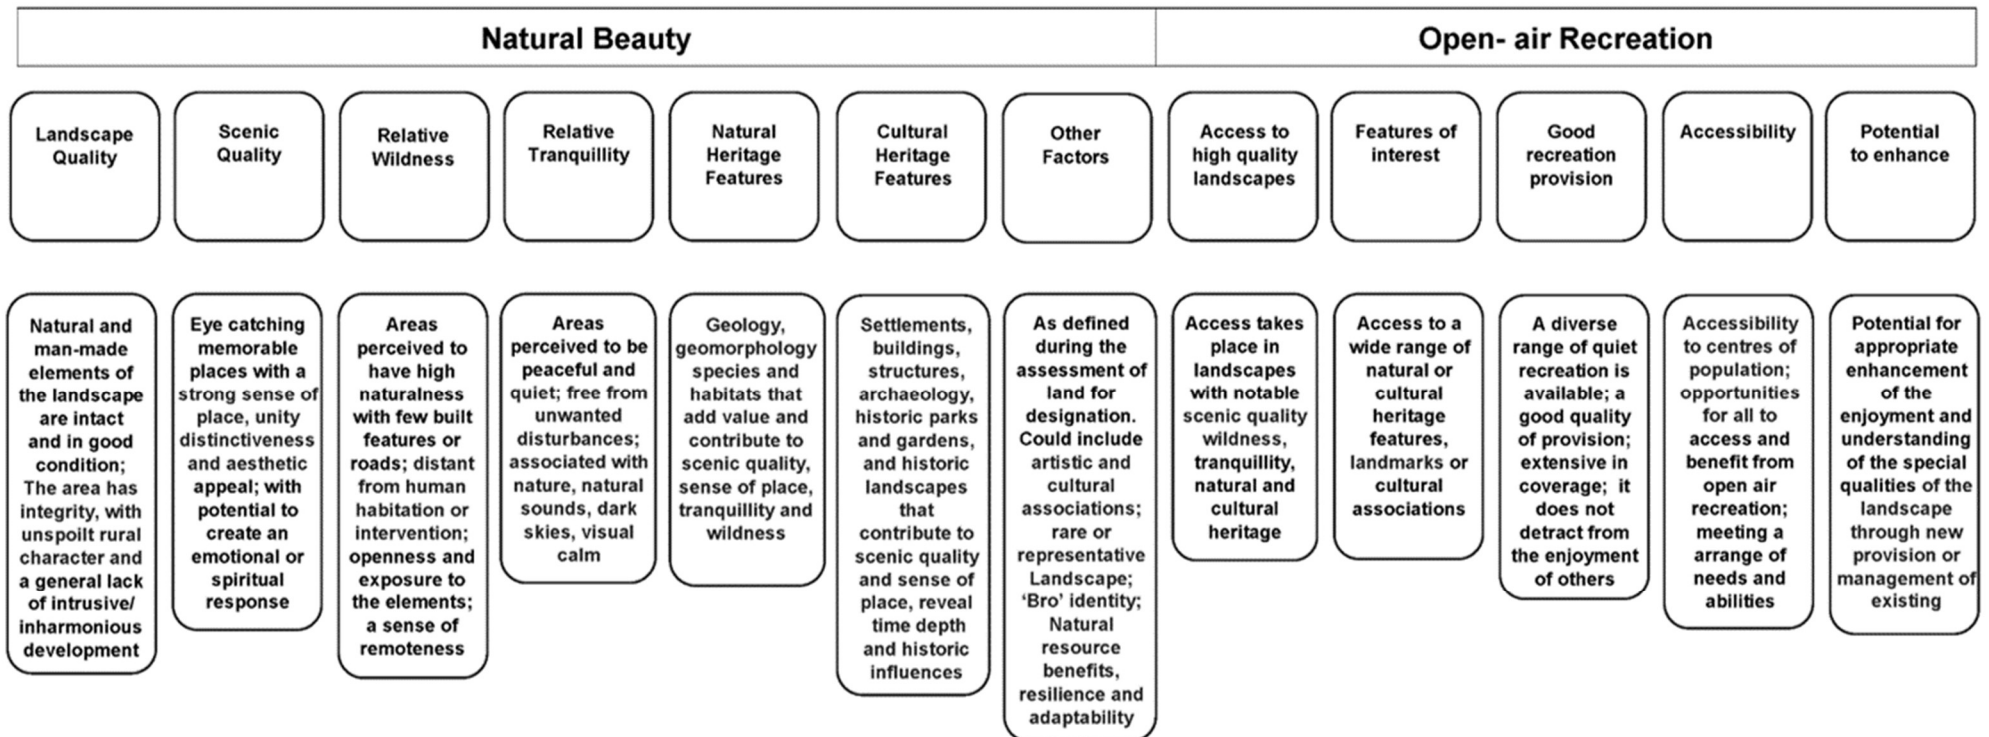 Natural Beauty
Open- air Recreation
Landscape
Quality
Scenic
Quality
Relative
Wildness
Relative
Tranquillity
Natural
Heritage
Features
Cultural
Heritage
Features
Other
Factors
Access to
high quality
landscapes
Features of
interest
Good
recreation
provision
Accessibility
Potential
to enhance
Natural and
man-made
elements of
the landscape
are intact
and in good
condition;
The area has
integrity, with
unspoilt rural
character and
a general lack
of intrusive/
inharmonious
development
Eye catching
memorable
places with a
strong sense of
place, unity
distinctiveness
and aesthetic
appeal; with
potential to
create an
emotional or
spiritual
response
Areas
perceived to
have high
naturalness
with few built
features or
roads; distant
from human
habitation or
intervention;
openness and
exposure to
the elements;
a sense of
remoteness
Areas
perceived to be
peaceful and
quiet; free from
unwanted
disturbances;
associated with
nature, natural
sounds, dark
skies, visual
calm
Geology,
geomorphology
species and
habitats that
add value and
contribute to
scenic quality,
sense of place,
tranquillity and
wildness
Settlements,
buildings,
structures,
archaeology,
historic parks
and gardens,
and historic
landscapes
that
contribute to
scenic quality
and sense of
place, reveal
time depth
and historic
influences
As defined
during the
assessment of
land for
designation.
Could include
artistic and
cultural
associations;
rare or
representative
Landscape;
‘Bro’ identity;
Natural
resource
benefits,
resilience and
adaptability
Access takes
place in
landscapes
with notable
scenic quality
wildness,
tranquillity,
natural and
cultural
heritage
Access to a
wide range of
natural or
cultural
heritage
features,
landmarks or
cultural
associations
A diverse
range of quiet
recreation is
available; a
good quality
of provision;
extensive in
coverage; it
does not
detract from
the enjoyment
of others
Accessibility
to centres of
population;
opportunities
for all to
access and
benefit from
open air
recreation;
meeting a
arrange of
needs and
abilities
Potential for
appropriate
enhancement
of the
enjoyment and
understanding
of the special
qualities of the
landscape
through new
provision or
management of
existing